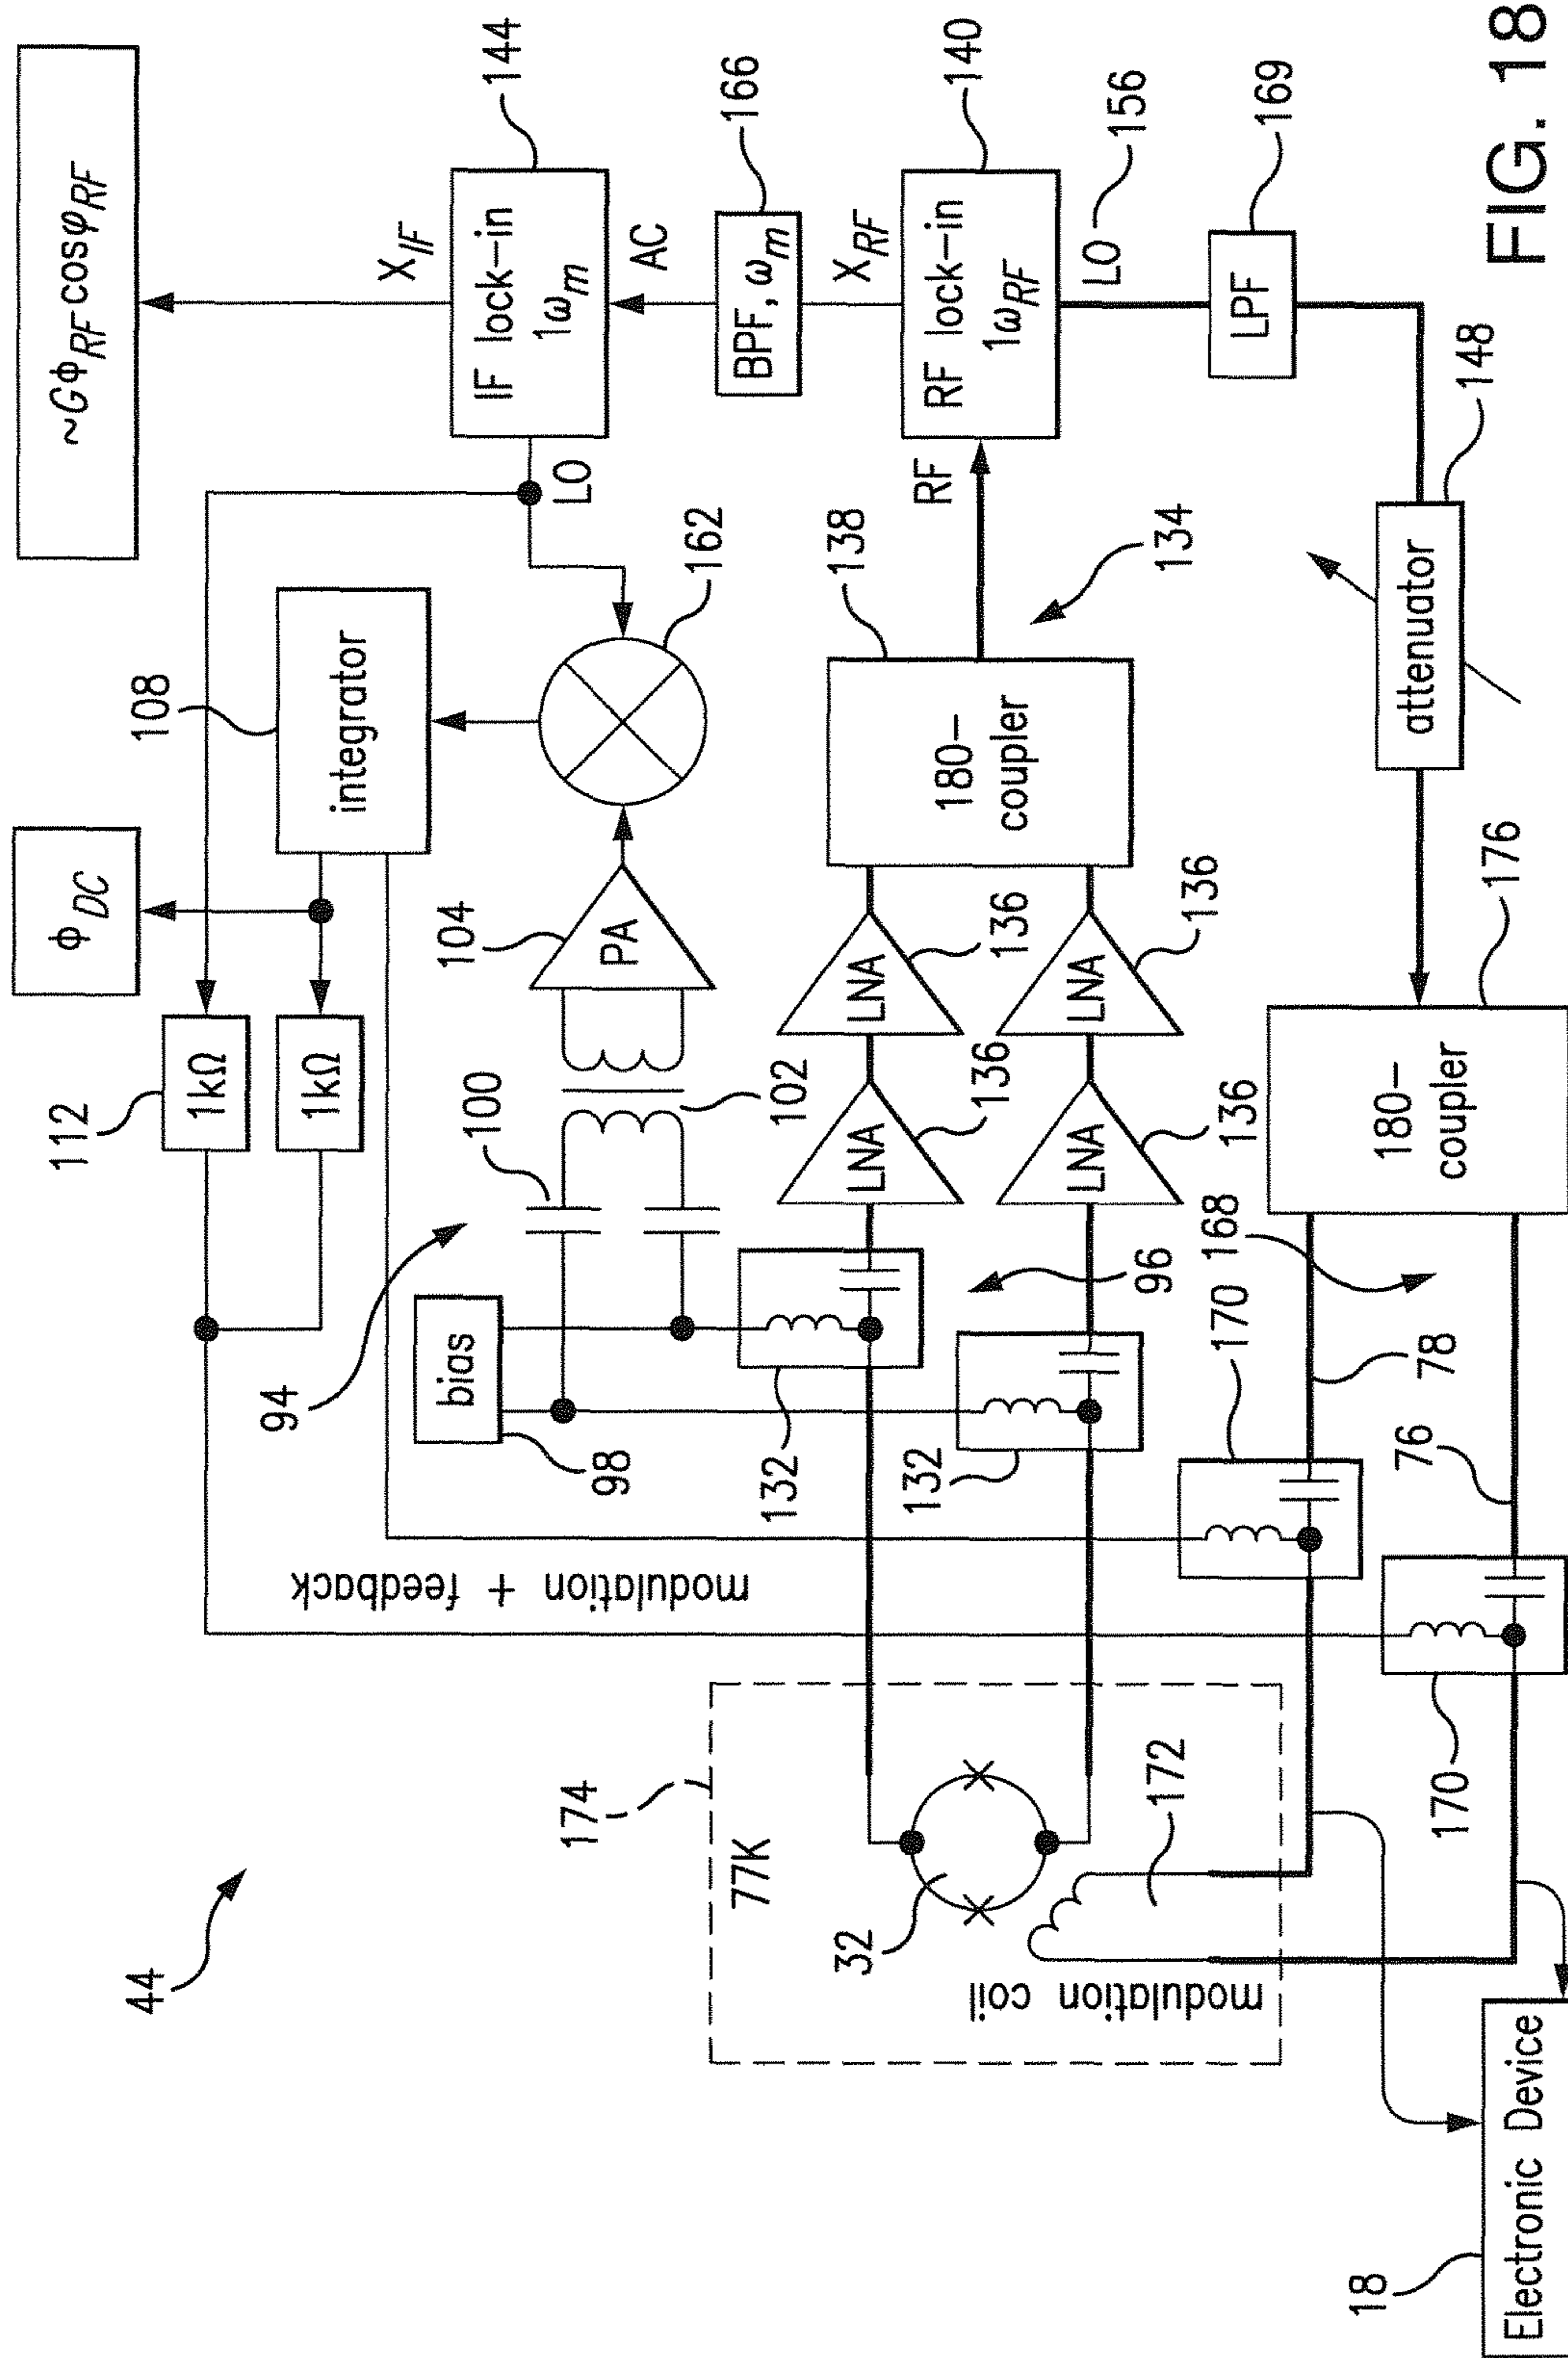 44
94
112
1kΩ
1kΩ
ϕDC
108
integrator
~GϕRF cosφRF
XIF
144
IF lock-in
1ωm
LO
AC
166
BPF, ωm
XRF
140
RF lock-in
1ωRF
RF
LO
156
169
LPF
148
attenuator
bias
98
100
102
104
PA
162
modulation + feedback
132
132
96
LNA
136
LNA
136
LNA
136
LNA
136
138
180-
coupler
134
174
77K
32
172
modulation coil
170
170
78
76
168
180-
coupler
176
18
Electronic Device
FIG. 18